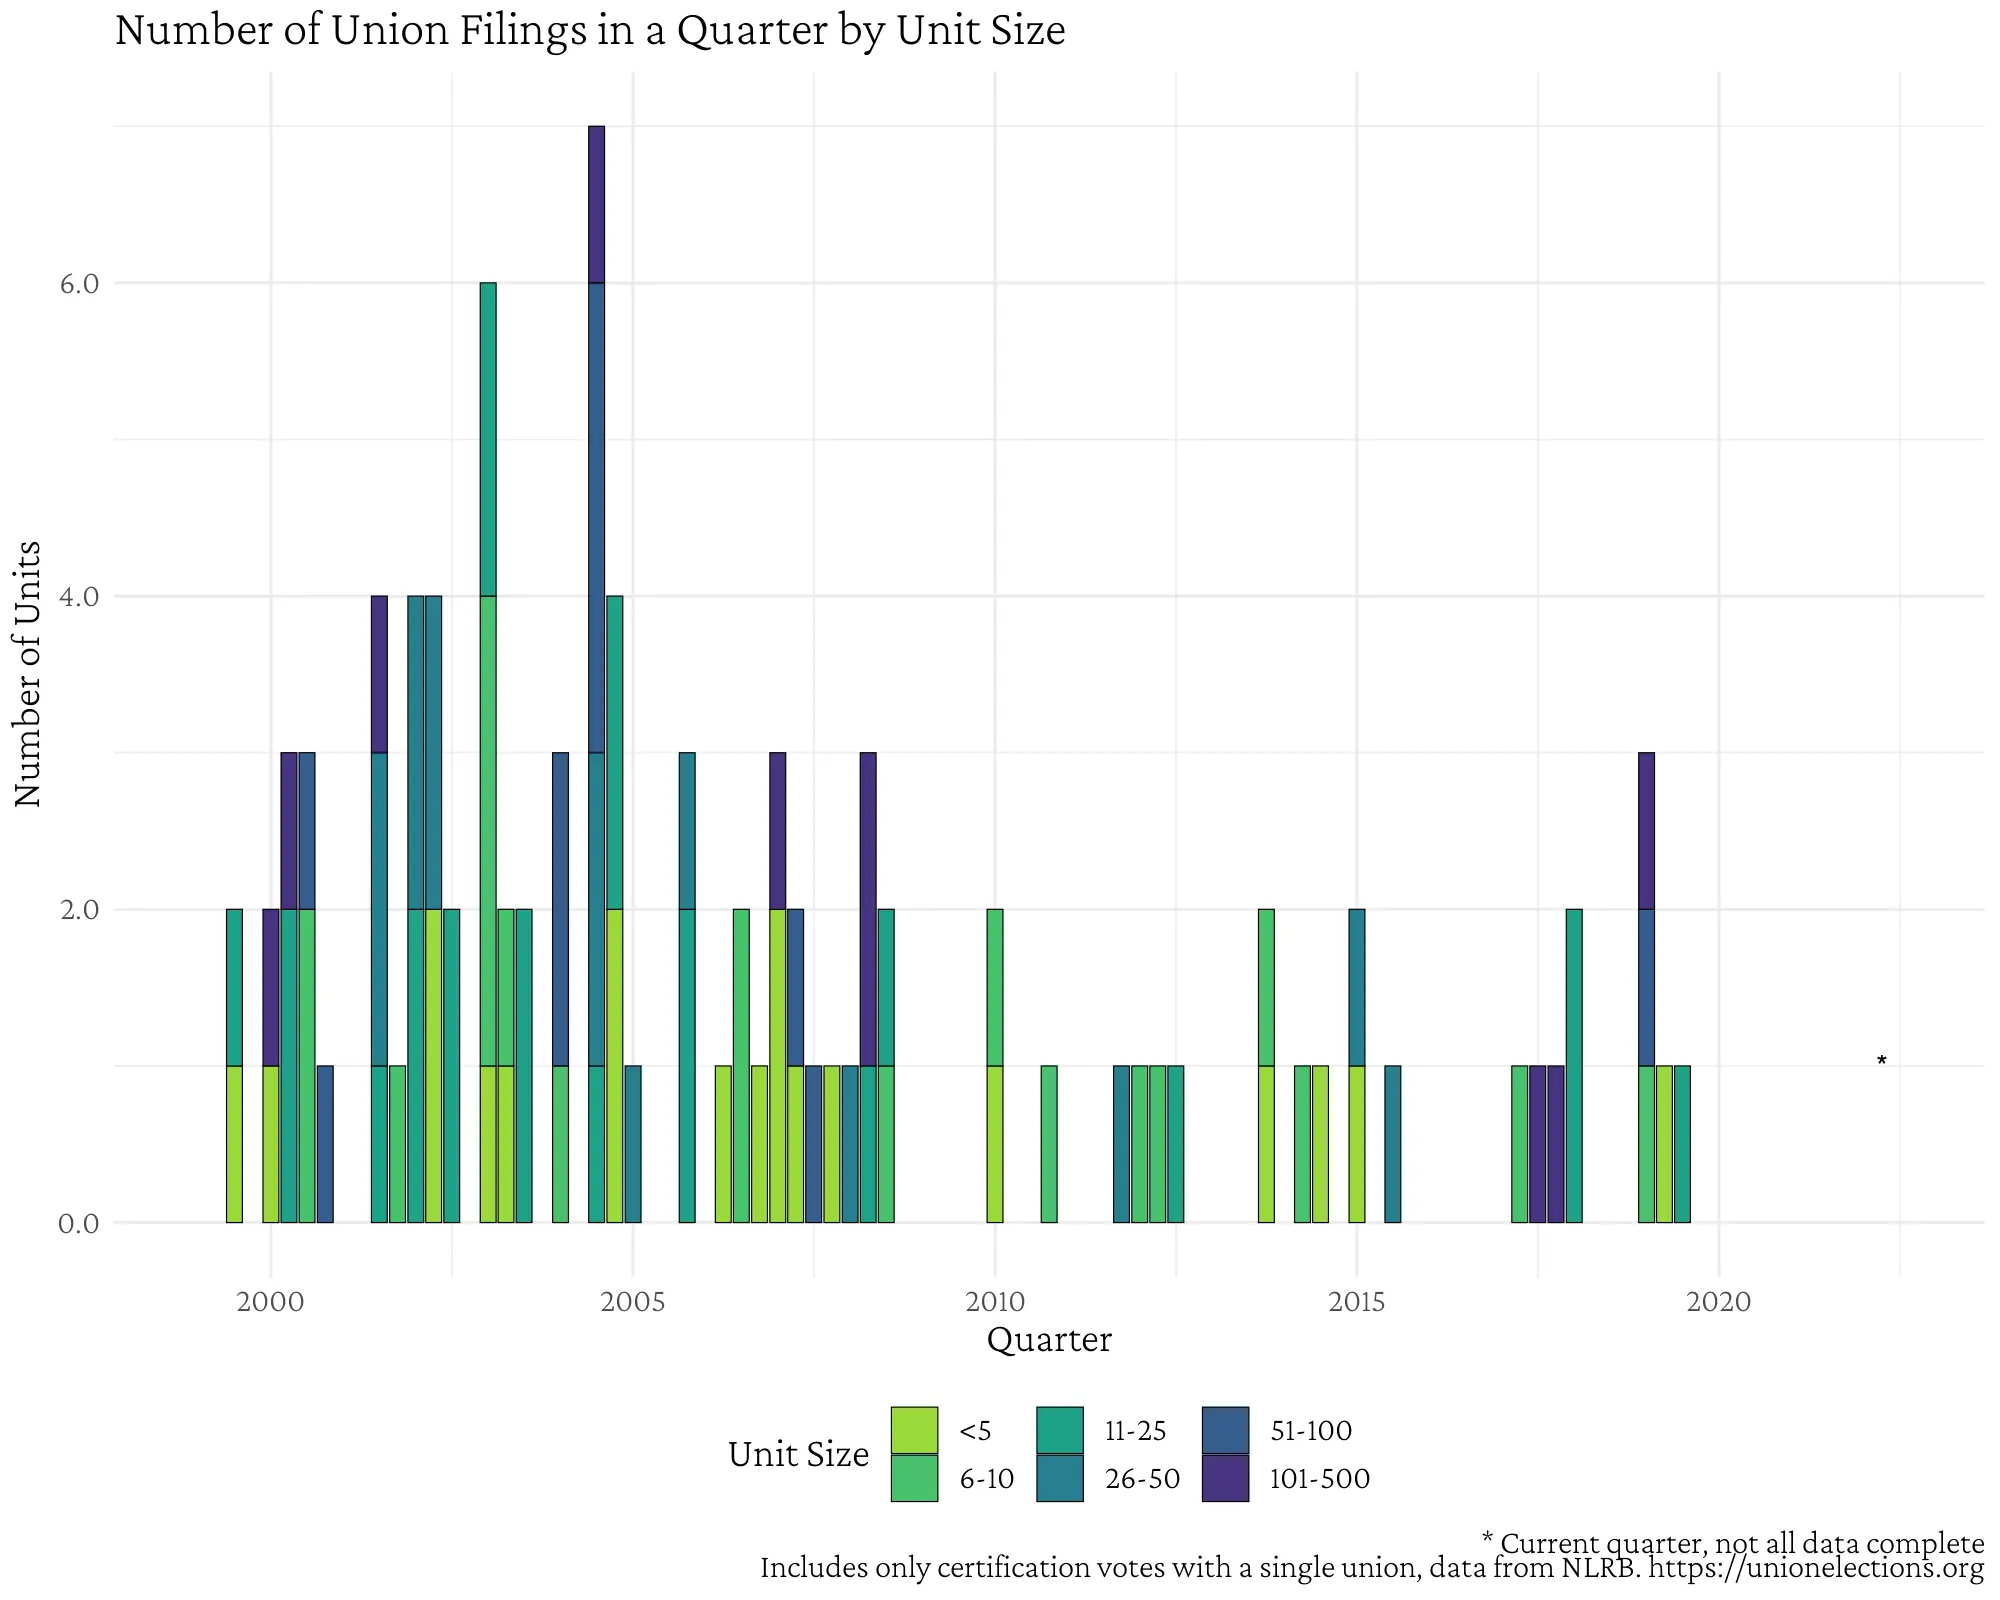 Number of Union Filings in a Quarter by Unit Size
Number of Units
6.0
4.0
2.0
0.0
*
2000 2005 2010 2015 2020
Quarter
Unit Size
<5 11-25 51-100
6-10 26-50 101-500
* Current quarter, not all data complete
Includes only certification votes with a single union, data from NLRB. https://unionelections.org